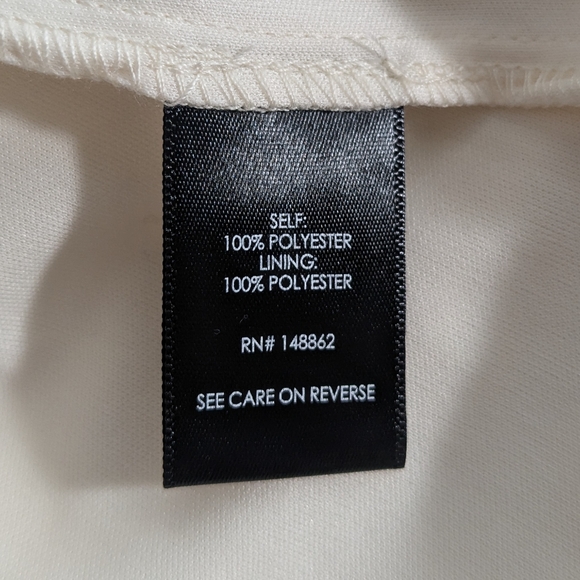 SELF:
100% POLYESTER
LINING:
100% POLYESTER
RN# 148862
SEE CARE ON REVERSE